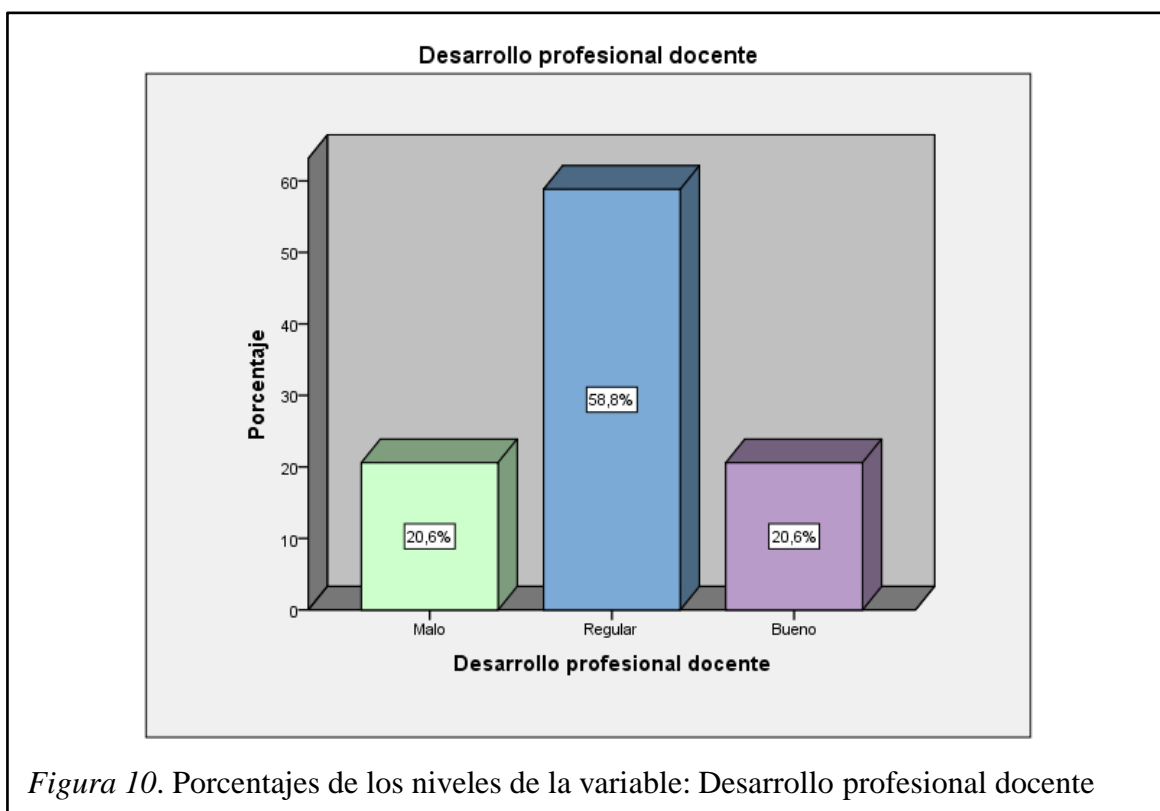 Desarrollo profesional docente
60
50
40
30
20
10
0
Porcentaje
20,6%
58,8%
20,6%
Malo
Regular
Bueno
Desarrollo profesional docente
Figura 10. Porcentajes de los niveles de la variable: Desarrollo profesional docente